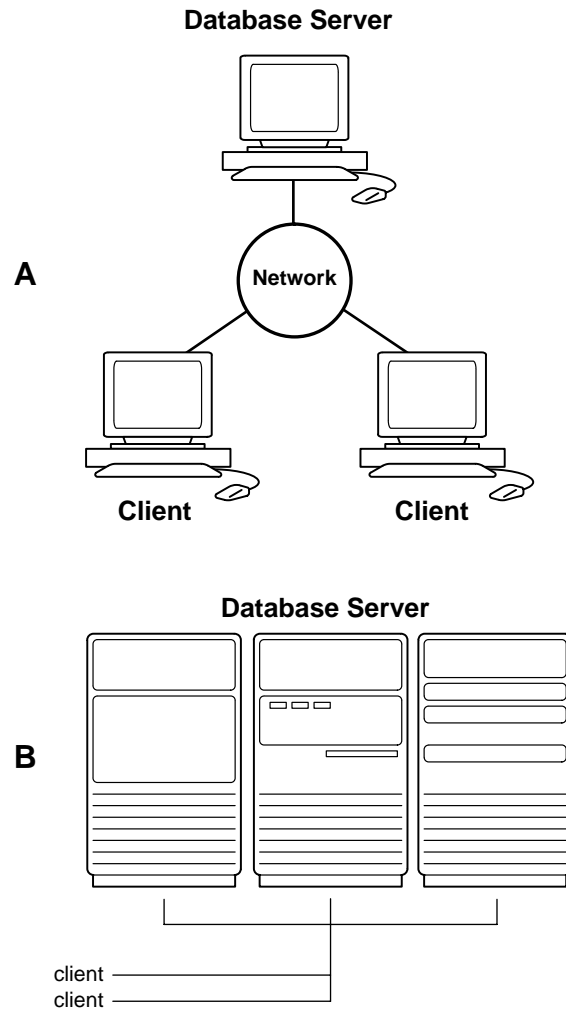 Database Server
A
Network
Client Client
Database Server
B
client
client